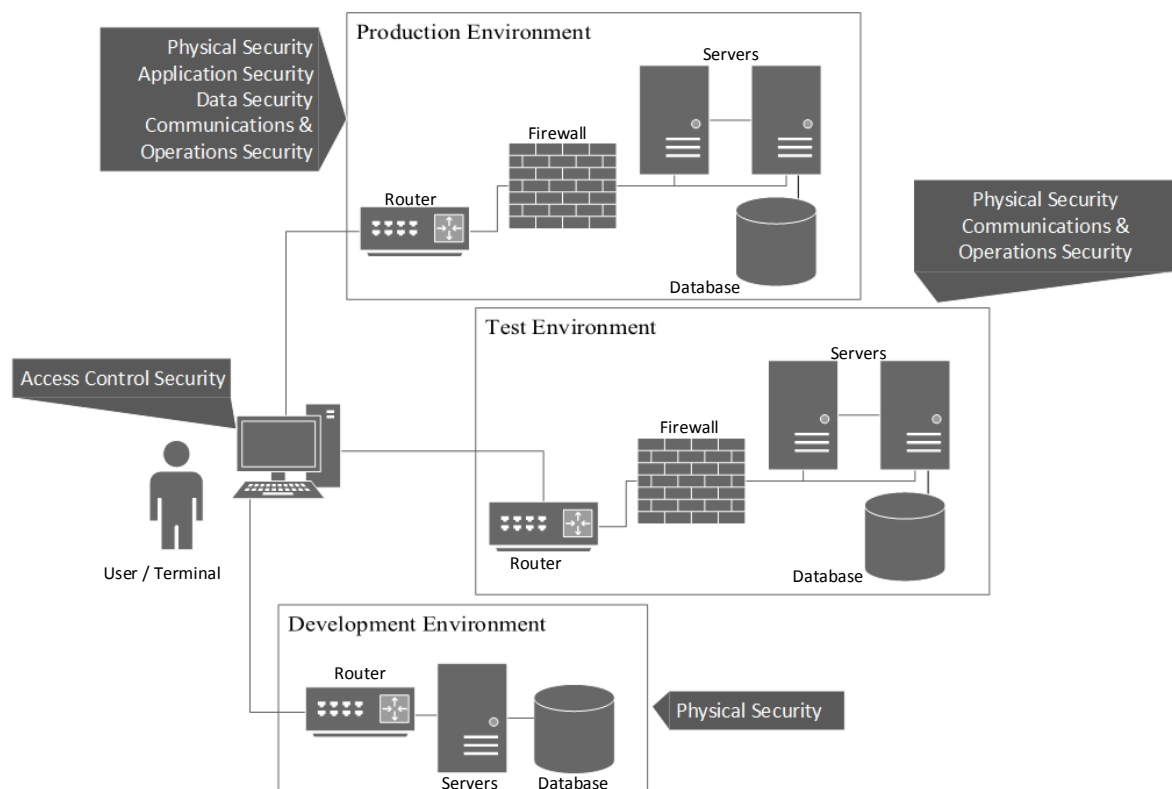 Production Environment
Physical Security
Application Security
Data Security
Communications &
Operations Security
Servers
Firewall
Router
Database
Physical Security
Communications &
Operations Security
Test Environment
Servers
Access Control Security
Firewall
Router
Database
User / Terminal
Development Environment
Router
Physical Security
Servers
Database